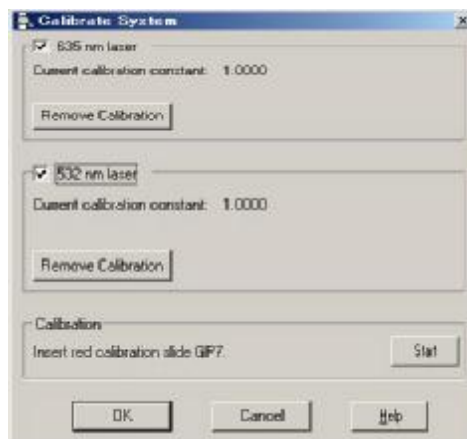 Calibrate System
635 nm laser
Current calibration constant: 1.0000
Remove Calibration
532 nm laser
Current calibration constant: 1.0000
Remove Calibration
Calibration
Insert red calibration slide GIP7.
Start
OK
Cancel
Help